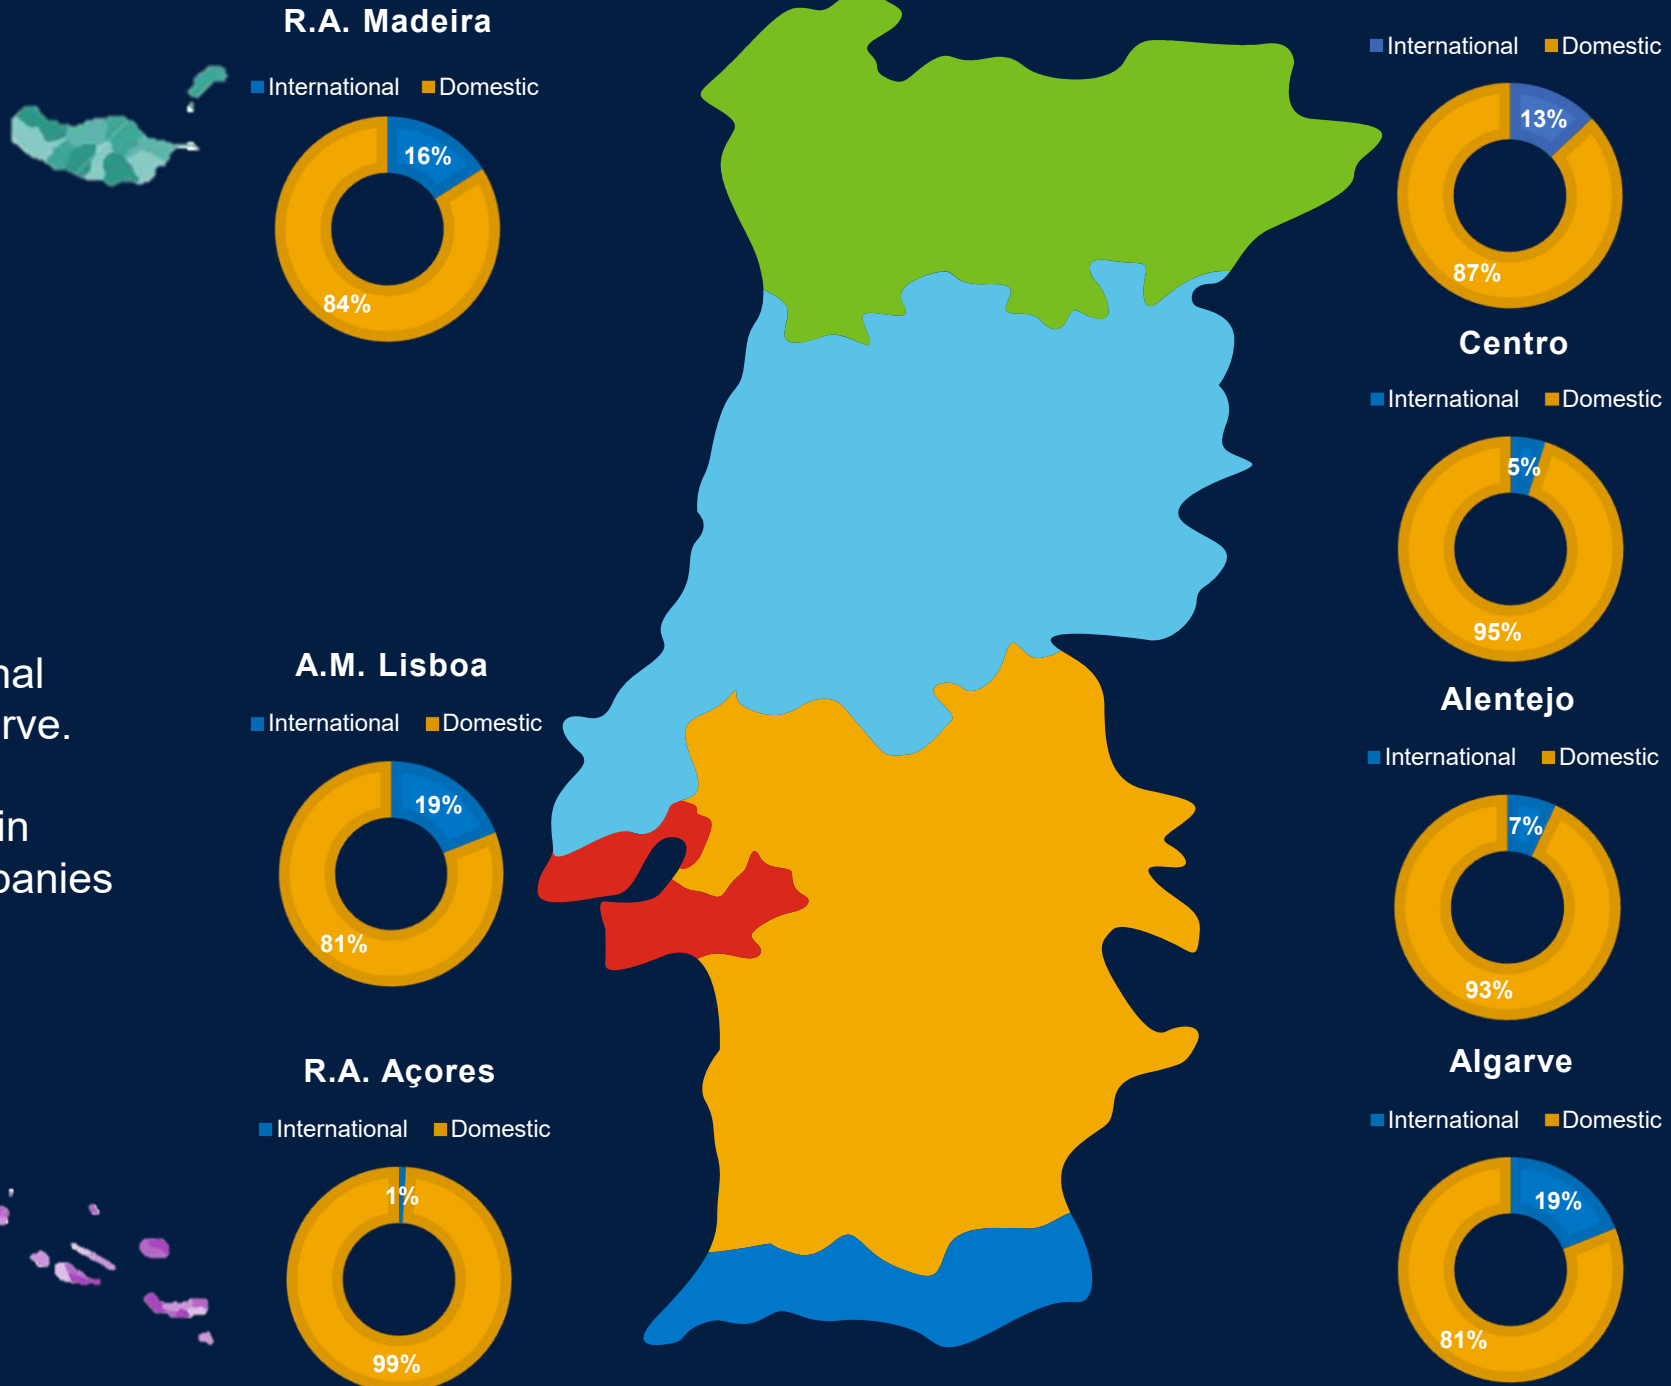 R.A. Madeira
International Domestic
16%
84%
nal
rve.
in
panies
A.M. Lisboa
International Domestic
19%
81%
R.A. Açores
International Domestic
1%
99%
International Domestic
13%
87%
Centro
International Domestic
5%
95%
Alentejo
International Domestic
7%
93%
Algarve
International Domestic
19%
81%